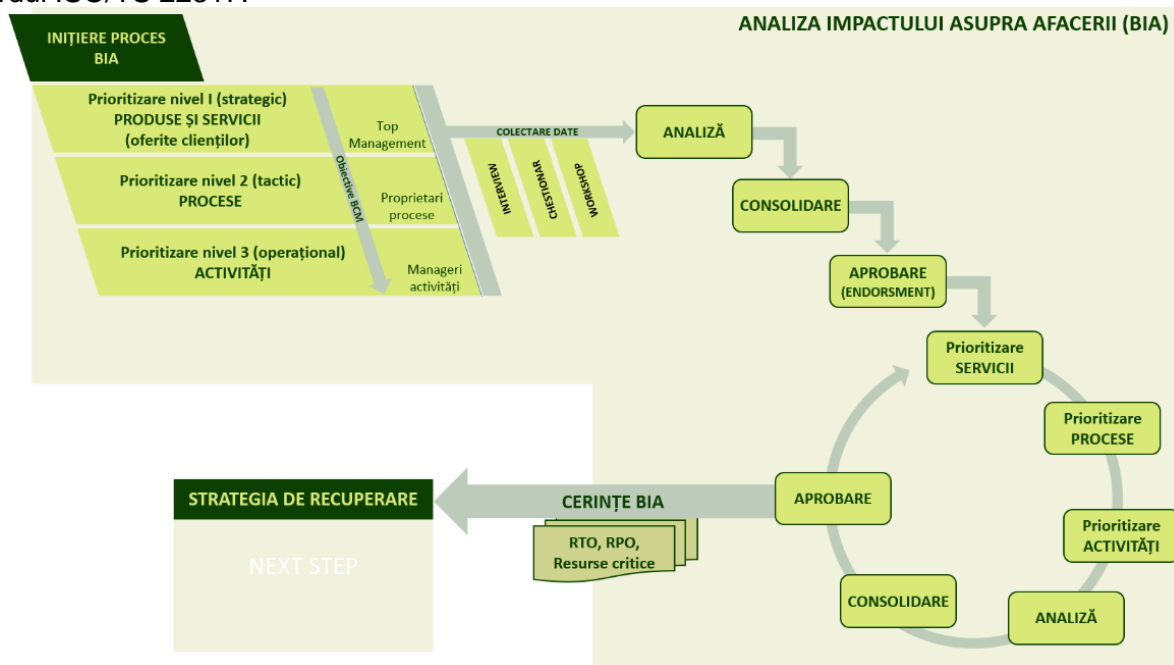 ANALIZA IMPACTULUI ASUPRA AFACERII (BIA)
INIȚIERE PROCES
BIA
Prioritizare nivel I (strategic)
PRODUSE ȘI SERVICII
(oferite clienților)
Top
Management
Prioritizare nivel 2 (tactic)
PROCESE
Proprietari
procese
Prioritizare nivel 3 (operațional)
ACTIVITĂȚI
Manageri
activități
Obiective BCM
COLECTARE DATE
INTERVIEW
CHESTIONAR
WORKSHOP
ANALIZĂ
CONSOLIDARE
APROBARE
(ENDORSMENT)
Prioritizare
SERVICII
Prioritizare
PROCESE
Prioritizare
ACTIVITĂȚI
ANALIZĂ
CONSOLIDARE
APROBARE
CERINȚE BIA
RTO, RPO,
Resurse critice
STRATEGIA DE RECUPERARE
NEXT STEP